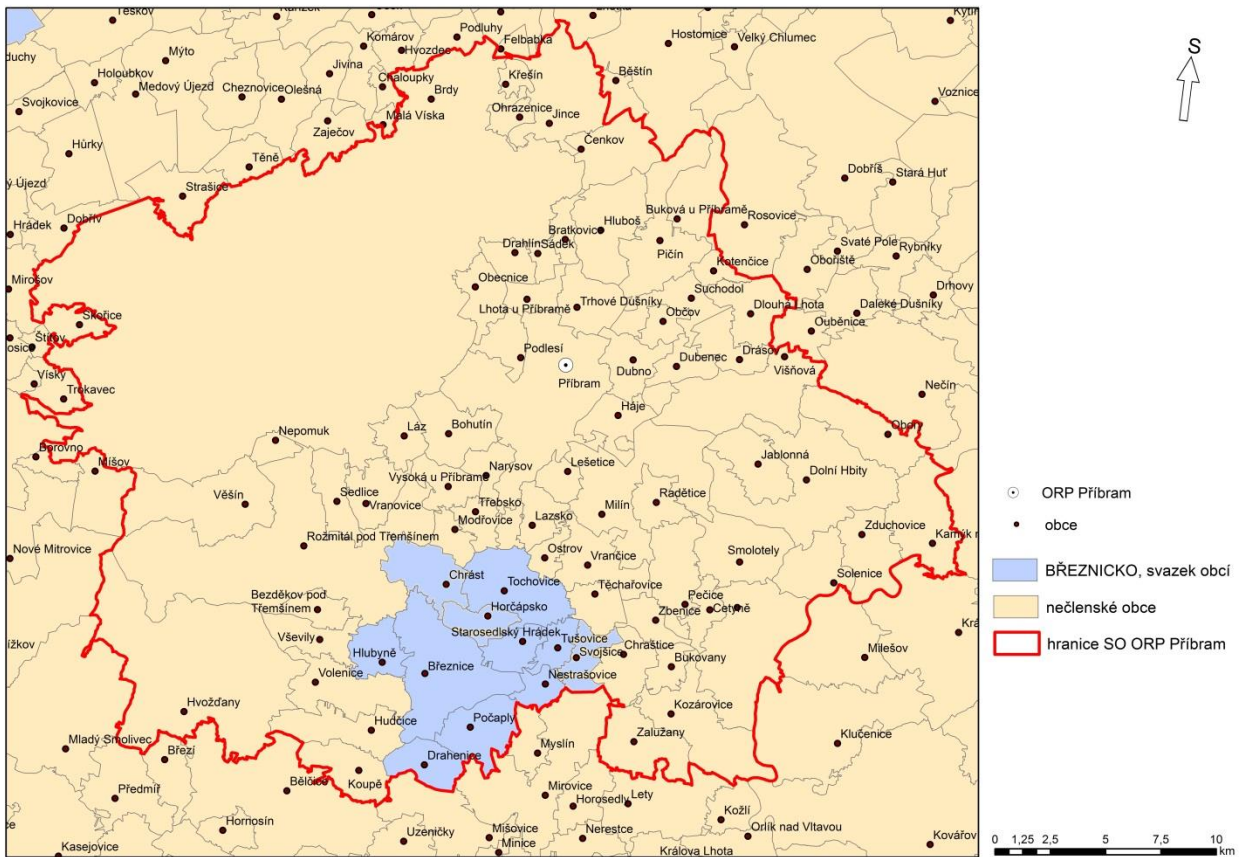 Podluhy
Felbabka
Hostomice
Velký Chlumec
Komárov
Hvozdec
Mýto
Jivína
Chaloupky
Křešín
Běštín
Holoubkov
Medový Újezd
Cheznovice
Olešná
Brdy
Voznice
Svojkovice
Zaječov
Malá Víska
Ohrazenice
Jince
Čenkov
Hůrky
Těně
Dobříš
Stará Huť
Strašice
Hrádek
Dobřív
Buková u Příbramě
Rosovice
Hluboš
Bratkovice
Drahlín
Sádek
Pičín
Svaté Pole
Rybníky
Obořiště
Kotenčice
Mirošov
Obecnice
Lhota u Příbramě
Trhové Dušníky
Suchodol
Dlouhá Lhota
Daleké Dušníky
Drhovy
Skořice
Občov
Ouběnice
Štítov
Podlesí
Příbram
Dubno
Dubenec
Drásov
Višňová
Vísky
Trokavec
Nečín
Háje
Obory
Láz
Bohutín
Nepomuk
Borovno
Míšov
Narysov
Lešetice
Jablonná
Dolní Hbity
Vysoká u Příbramě
Věšín
Sedlice
Vranovice
Třebsko
Modřovice
Lazsko
Milín
Radětice
Rožmitál pod Třemšínem
Zduchovice
Nové Mitrovice
Ostrov
Vrančice
Smolotely
Solenice
Chrást
Tochovice
Těchařovice
Bezděkov pod
Třemšínem
Horčápsko
Pečice
Cetyně
Zbenice
Vševily
Starosedlský Hrádek
Tušovice
Svojšice
Chraštice
Bukovany
Milešov
Hlubyně
Březnice
Volenice
Nestrašovice
Hvožďany
Hudčice
Počaply
Kozárovice
Zalužany
Klučenice
Mladý Smolivec
Březí
Drahenice
Myslín
Koupě
Bělčice
Předmíř
Mirovice
Horosedly
Lety
Kožlí
Hornosín
Uzeničky
Mišovice
Minice
Nerestce
Orlík nad Vltavou
Králova Lhota
Kovářov
Kasejovice
S
ORP Příbram
obce
BŘEZNICKO, svazek obcí
nečlenské obce
hranice SO ORP Příbram
0 1,25 2,5 5 7,5 10
km